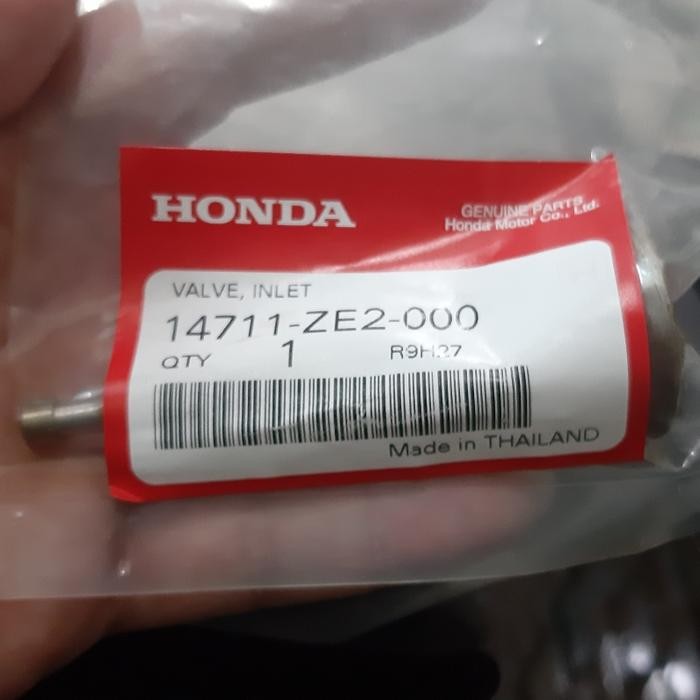 HONDA
GENUINE PARTS
Honda Motor Co., Ltd.
VALVE, INLET
14711-ZE2-000
QTY 1 R9H27
Made in THAILAND